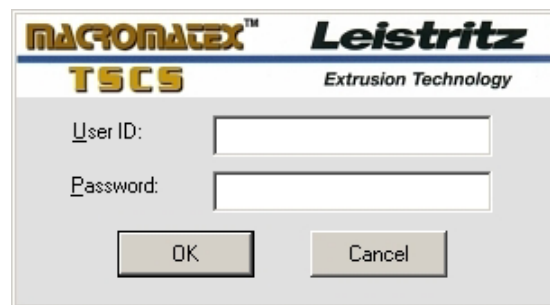 MACROMATEX™ Leistritz
TSCS Extrusion Technology
User ID:
Password:
OK Cancel